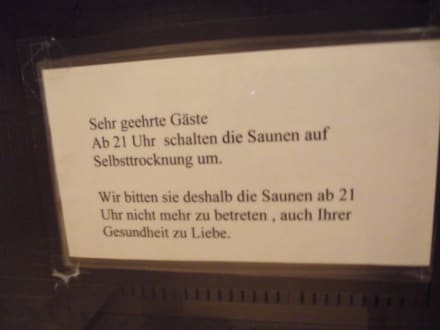 Sehr geehrte Gäste
Ab 21 Uhr schalten die Saunen auf
Selbsttrocknung um.
Wir bitten sie deshalb die Saunen ab 21
Uhr nicht mehr zu betreten , auch Ihrer
Gesundheit zu Liebe.